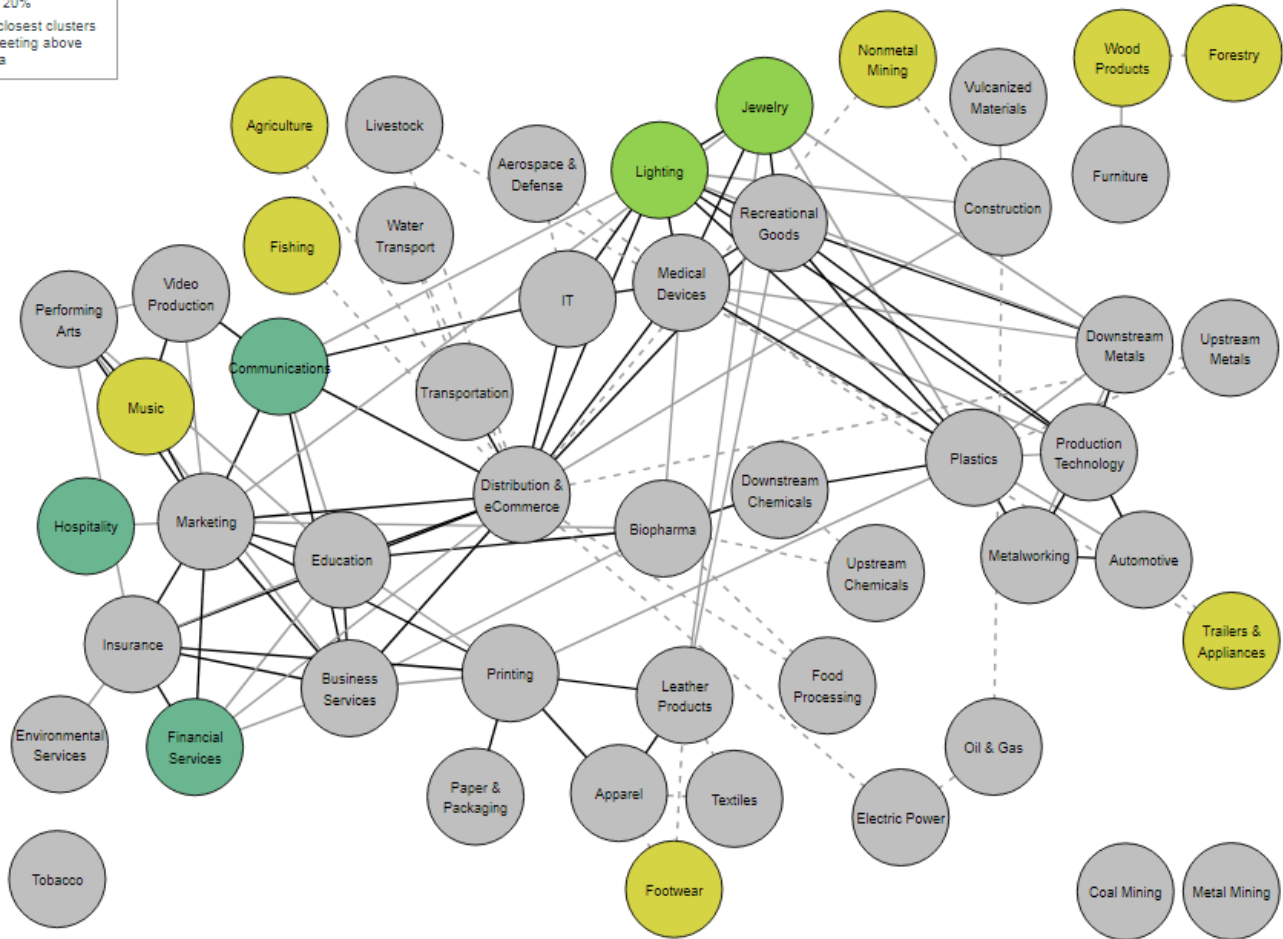 20%
closest clusters
eeting above
a
Nonmetal
Mining
Wood
Products
Forestry
Vulcanized
Materials
Jewelry
Agriculture
Livestock
Aerospace &
Defense
Lighting
Furniture
Recreational
Goods
Construction
Water
Transport
Fishing
Video
Production
Medical
Devices
IT
Performing
Arts
Downstream
Metals
Upstream
Metals
Communications
Transportation
Music
Production
Technology
Plastics
Downstream
Chemicals
Distribution &
eCommerce
Hospitality
Marketing
Biopharma
Education
Metalworking
Automotive
Upstream
Chemicals
Trailers &
Appliances
Insurance
Printing
Business
Services
Leather
Products
Food
Processing
Environmental
Services
Financial
Services
Oil & Gas
Paper &
Packaging
Apparel
Textiles
Electric Power
Tobacco
Footwear
Coal Mining
Metal Mining